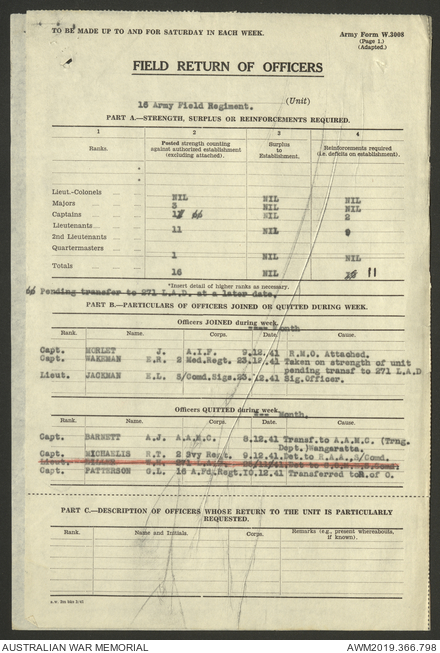 TO BE MADE UP TO AND FOR SATURDAY IN EACH WEEK.
Army Form W.3008
(Page 1.)
(Adapted.)
FIELD RETURN OF OFFICERS
16 Army Field Regiment. (Unit)
PART A.—STRENGTH, SURPLUS OR REINFORCEMENTS REQUIRED.
1 2 3 4
Ranks. Posted strength counting against authorized establishment (excluding attached). Surplus to Establishment. Reinforcements required (i.e. deficits on establishment).
Lieut.-Colonels NIL NIL NIL
Majors 3 NIL NIL
Captains NIL 2
Lieutenants 11 NIL 9
2nd Lieutenants
Quartermasters 1 NIL NIL
Totals 16 NIL 11
*Insert detail of higher ranks as necessary.
Pending transfer to 271 L.A.D. at a later date.
PART B.—PARTICULARS OF OFFICERS JOINED OR QUITTED DURING WEEK.
Officers JOINED during week.
Month
Rank. Name. Corps. Date. Cause.
Capt. J. A.I.F. 9.12.41 R.M.O. Attached.
Capt. WAKEMAN E.R. 2 Med.Regt. 23.12.41 Taken on strength of unit
pending transf to 271 L.A.D
Lieut. JACKMAN H.L. S/Comd.Sigs. .12.41 Sig.Officer.
Officers QUITTED during week.
Month.
Rank. Name. Corps. Date. Cause.
Capt. BARNETT A.J. A.A.M.C. 8.12.41 Transf.to A.A.M.C. (Trng.
Dept.)Wangaratta.
Capt. MICHAELIS R.T. 2 Svy Regt. 9.12.41 Det.to R.A.A.,S/Comd.
Lieut. 271 L.A.D.
Capt. PATTERSON G.L. 16 A.Fd.Regt. 10.12.41 Transferred to R. of O.
PART C.—DESCRIPTION OF OFFICERS WHOSE RETURN TO THE UNIT IS PARTICULARLY
REQUESTED.
Rank. Name and Initials. Corps. Remarks (e.g., present whereabouts, if known).
AUSTRALIAN WAR MEMORIAL
AWM2019.366.798